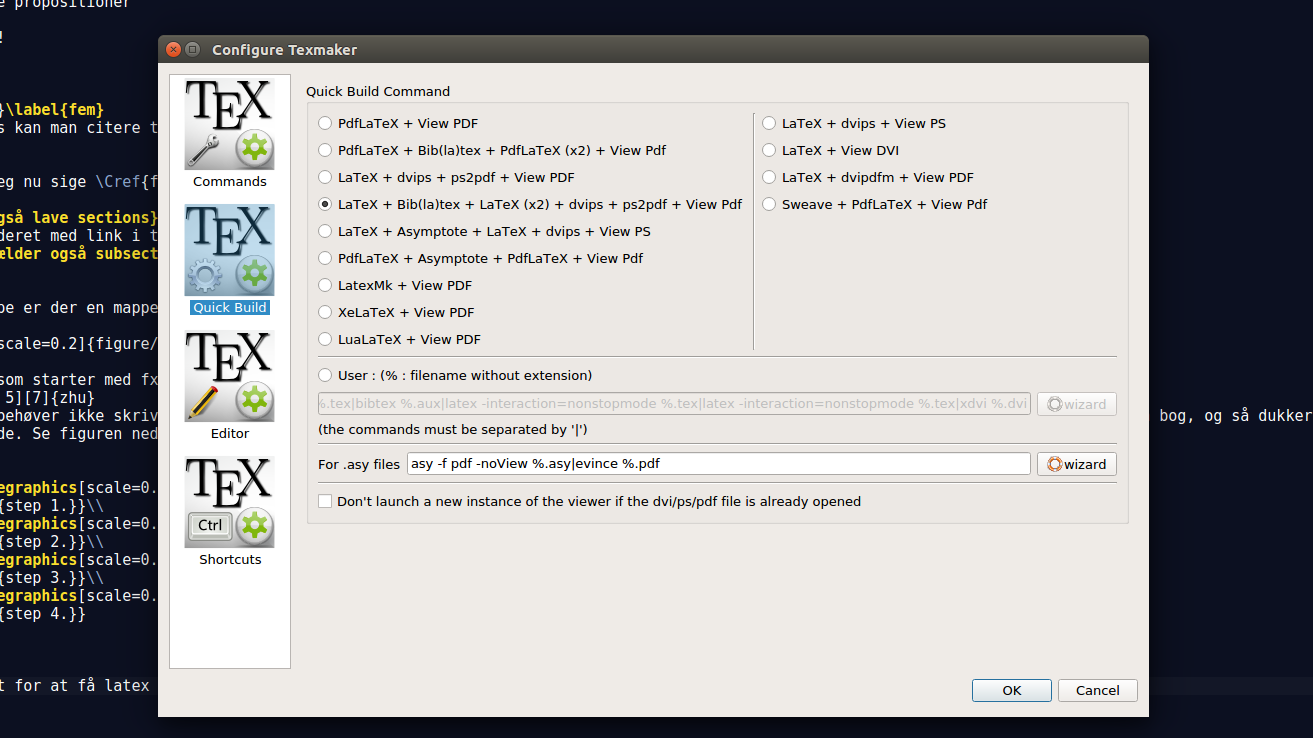 e propositioner
!
Configure Texmaker
}\label{fem}
s kan man citere t
eg nu sige \Cref{f
også lave sections}
deret med link i t
ælder også subsect
pe er der en mappe
scale=0.2]{figure/
som starter med fx
5][7]{zhu}
behøver ikke skriv
bog, og så dukker
de. Se figuren ned
egraphics[scale=0.
{step 1.}}\\
egraphics[scale=0.
{step 2.}}\\
egraphics[scale=0.
{step 3.}}\\
egraphics[scale=0.
{step 4.}}
t for at få latex
TEX
Commands
TEX
Quick Build
TEX
Editor
TEX
Ctrl
Shortcuts
Quick Build Command
PdfLaTeX + View PDF
PdfLaTeX + Bib(la)tex + PdfLaTeX (x2) + View Pdf
LaTeX + dvips + ps2pdf + View PDF
LaTeX + Bib(la)tex + LaTeX (x2) + dvips + ps2pdf + View Pdf
LaTeX + Asymptote + LaTeX + dvips + View PS
PdfLaTeX + Asymptote + PdfLaTeX + View Pdf
LatexMk + View PDF
XeLaTeX + View PDF
LuaLaTeX + View PDF
LaTeX + dvips + View PS
LaTeX + View DVI
LaTeX + dvipdfm + View PDF
Sweave + PdfLaTeX + View Pdf
User : (% : filename without extension)
%.tex|bibtex %.aux|latex -interaction=nonstopmode %.tex|latex -interaction=nonstopmode %.tex|xdvi %.dvi
wizard
(the commands must be separated by '|')
For .asy files
asy -f pdf -noView %.asy|evince %.pdf
wizard
Don't launch a new instance of the viewer if the dvi/ps/pdf file is already opened
OK
Cancel